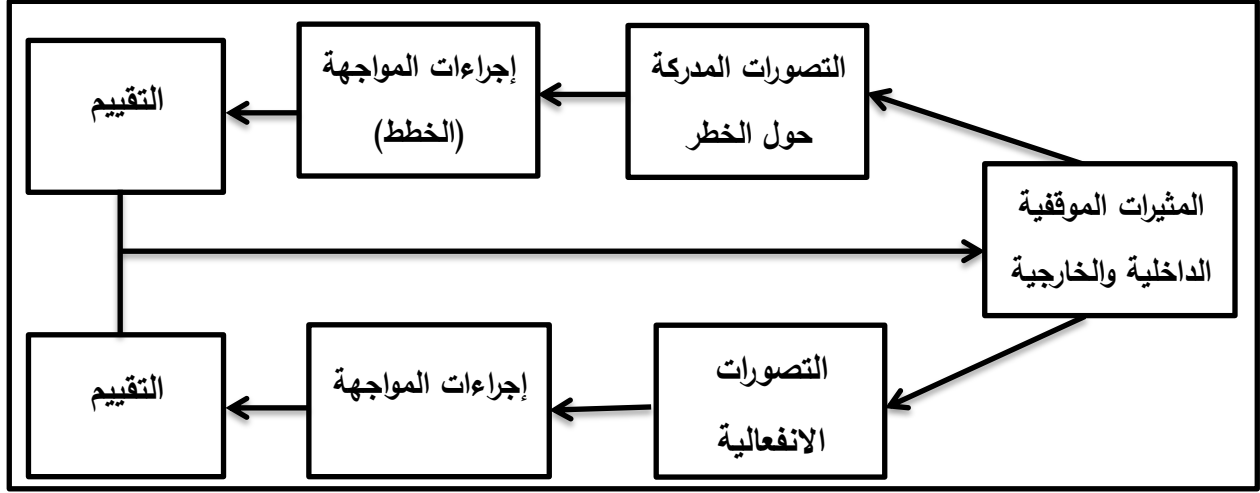 المثيرات الموقفية
الداخلية والخارجية
التصورات المدركة
حول الخطر
إجراءات المواجهة
(الخطط)
التقييم
التصورات
الانفعالية
إجراءات المواجهة
التقييم